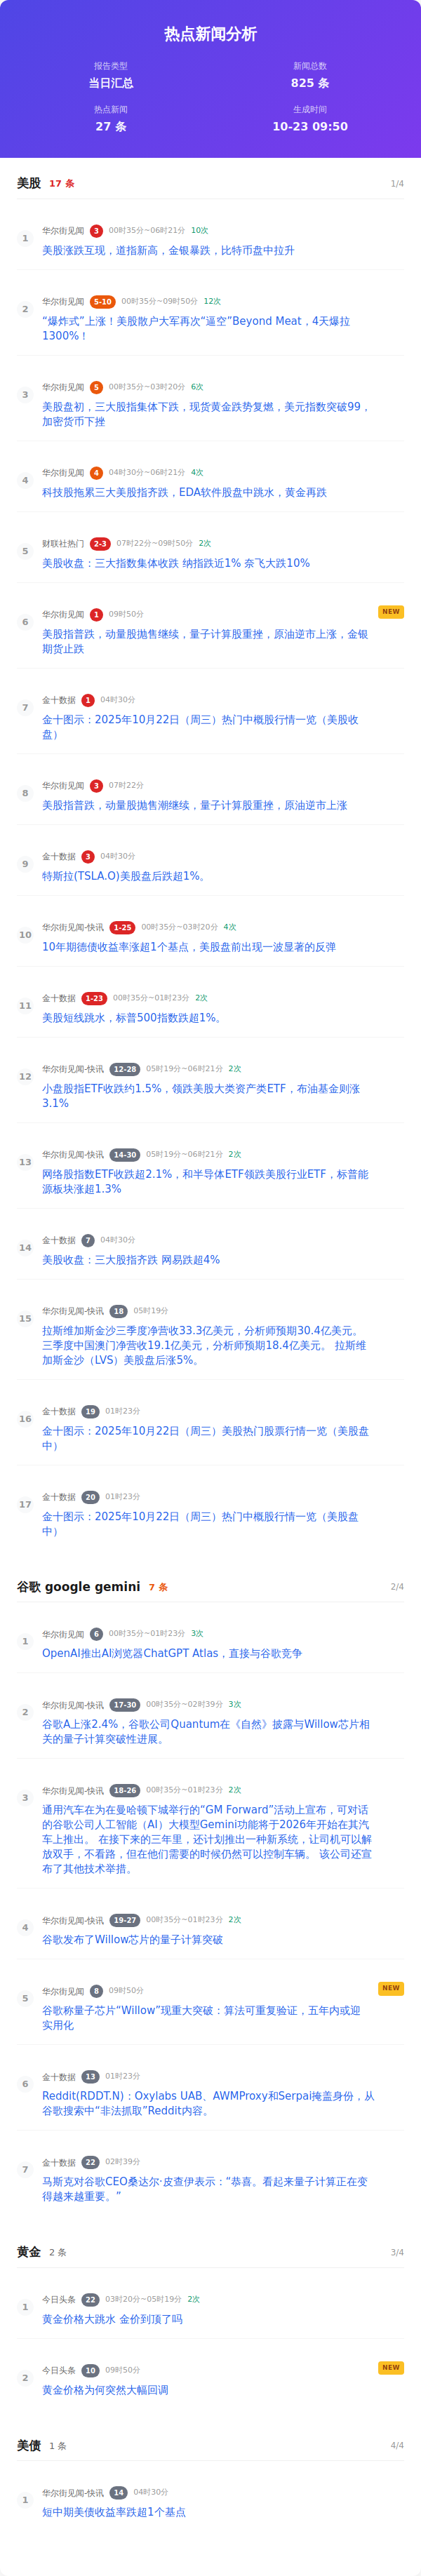 热点新闻分析
报告类型
新闻总数
当日汇总
825 条
热点新闻
生成时间
27 条
10-23 09:50
美股 17 条 1/4
1 华尔街见闻 3 00时35分~06时21分 10次
美股涨跌互现，道指新高，金银暴跌，比特币盘中拉升
2 华尔街见闻 5-10 00时35分~09时50分 12次
“爆炸式”上涨！美股散户大军再次“逼空”Beyond Meat，4天爆拉
1300%！
3 华尔街见闻 5 00时35分~03时20分 6次
美股盘初，三大股指集体下跌，现货黄金跌势复燃，美元指数突破99，
加密货币下挫
4 华尔街见闻 4 04时30分~06时21分 4次
科技股拖累三大美股指齐跌，EDA软件股盘中跳水，黄金再跌
5 财联社热门 2-3 07时22分~09时50分 2次
美股收盘：三大指数集体收跌 纳指跌近1% 奈飞大跌10%
6 华尔街见闻 1 09时50分 NEW
美股指普跌，动量股抛售继续，量子计算股重挫，原油逆市上涨，金银
期货止跌
7 金十数据 1 04时30分
金十图示：2025年10月22日（周三）热门中概股行情一览（美股收
盘）
8 华尔街见闻 3 07时22分
美股指普跌，动量股抛售潮继续，量子计算股重挫，原油逆市上涨
9 金十数据 3 04时30分
特斯拉(TSLA.O)美股盘后跌超1%。
10 华尔街见闻-快讯 1-25 00时35分~03时20分 4次
10年期德债收益率涨超1个基点，美股盘前出现一波显著的反弹
11 金十数据 1-23 00时35分~01时23分 2次
美股短线跳水，标普500指数跌超1%。
12 华尔街见闻-快讯 12-28 05时19分~06时21分 2次
小盘股指ETF收跌约1.5%，领跌美股大类资产类ETF，布油基金则涨
3.1%
13 华尔街见闻-快讯 14-30 05时19分~06时21分 2次
网络股指数ETF收跌超2.1%，和半导体ETF领跌美股行业ETF，标普能
源板块涨超1.3%
14 金十数据 7 04时30分
美股收盘：三大股指齐跌 网易跌超4%
15 华尔街见闻-快讯 18 05时19分
拉斯维加斯金沙三季度净营收33.3亿美元，分析师预期30.4亿美元。
三季度中国澳门净营收19.1亿美元，分析师预期18.4亿美元。 拉斯维
加斯金沙（LVS）美股盘后涨5%。
16 金十数据 19 01时23分
金十图示：2025年10月22日（周三）美股热门股票行情一览（美股盘
中）
17 金十数据 20 01时23分
金十图示：2025年10月22日（周三）热门中概股行情一览（美股盘
中）
谷歌 google gemini 7 条 2/4
1 华尔街见闻 6 00时35分~01时23分 3次
OpenAI推出AI浏览器ChatGPT Atlas，直接与谷歌竞争
2 华尔街见闻-快讯 17-30 00时35分~02时39分 3次
谷歌A上涨2.4%，谷歌公司Quantum在《自然》披露与Willow芯片相
关的量子计算突破性进展。
3 华尔街见闻-快讯 18-26 00时35分~01时23分 2次
通用汽车在为在曼哈顿下城举行的“GM Forward”活动上宣布，可对话
的谷歌公司人工智能（AI）大模型Gemini功能将于2026年开始在其汽
车上推出。 在接下来的三年里，还计划推出一种新系统，让司机可以解
放双手，不看路，但在他们需要的时候仍然可以控制车辆。 该公司还宣
布了其他技术举措。
4 华尔街见闻-快讯 19-27 00时35分~01时23分 2次
谷歌发布了Willow芯片的量子计算突破
5 华尔街见闻 8 09时50分 NEW
谷歌称量子芯片“Willow”现重大突破：算法可重复验证，五年内或迎
实用化
6 金十数据 13 01时23分
Reddit(RDDT.N)：Oxylabs UAB、AWMProxy和Serpai掩盖身份，从
谷歌搜索中“非法抓取”Reddit内容。
7 金十数据 22 02时39分
马斯克对谷歌CEO桑达尔·皮查伊表示：“恭喜。看起来量子计算正在变
得越来越重要。”
黄金 2 条 3/4
1 今日头条 22 03时20分~05时19分 2次
黄金价格大跳水 金价到顶了吗
2 今日头条 10 09时50分 NEW
黄金价格为何突然大幅回调
美债 1 条 4/4
1 华尔街见闻-快讯 14 04时30分
短中期美债收益率跌超1个基点